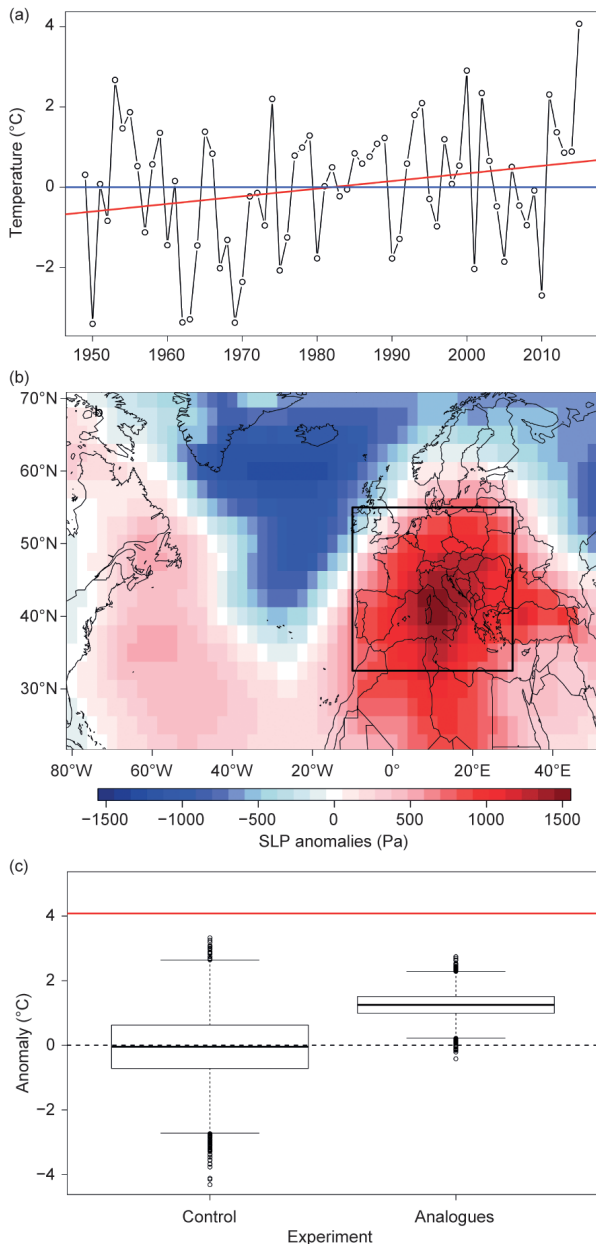 (a)
Temperature (°C)
4
2
0
−2
1950 1960 1970 1980 1990 2000 2010
(b)
b
70°N
60°N
50°N
40°N
30°N
80°W 60°W 40°W 20°W 0° 20°E 40°E
−1500 −1000 −500 0 500 1000 1500
SLP anomalies (Pa)
(c)
Anomaly (°C)
4
2
0
−2
−4
Control Analogues
Experiment